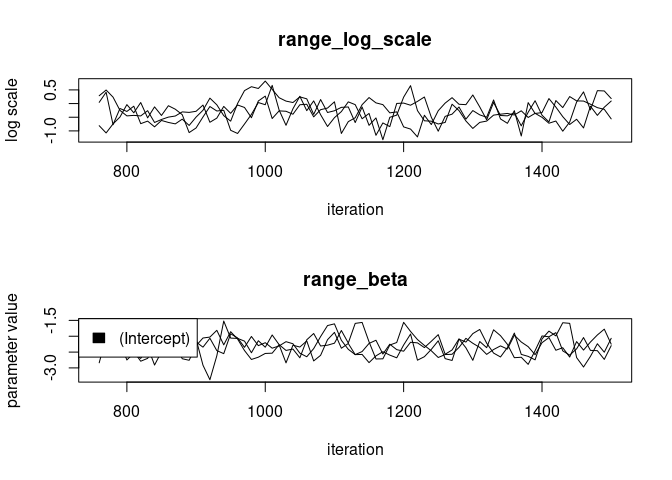 range_log_scale
log scale
0.5
-1.0
800 1000 1200 1400
iteration
range_beta
parameter value
-1.5
-3.0
(Intercept)
800 1000 1200 1400
iteration